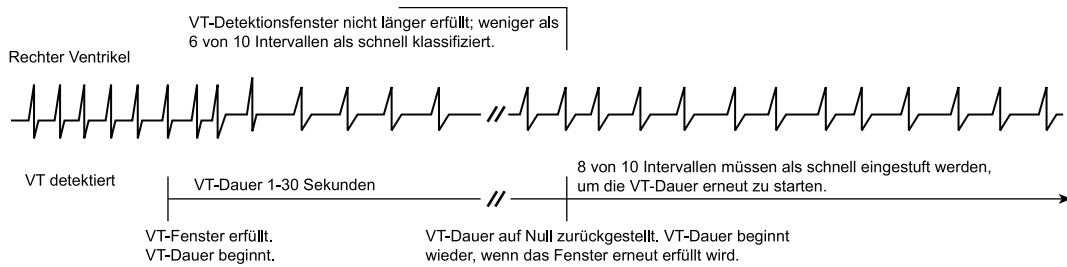 VT-Detektionsfenster nicht länger erfüllt; weniger als
6 von 10 Intervallen als schnell klassifiziert.
Rechter Ventrikel
8 von 10 Intervallen müssen als schnell eingestuft werden,
um die VT-Dauer erneut zu starten.
VT detektiert
VT-Dauer 1-30 Sekunden
VT-Fenster erfüllt.
VT-Dauer beginnt.
VT-Dauer auf Null zurückgestellt. VT-Dauer beginnt
wieder, wenn das Fenster erneut erfüllt wird.